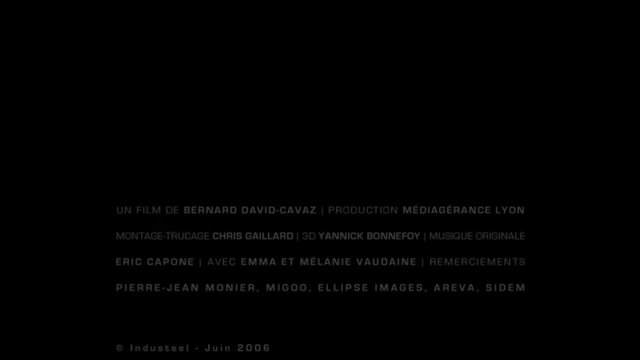 UN FILM DE BERNARD DAVID-CAVAZ | PRODUCTION MÉDIAGÉRANCE LYON
MONTAGE-TRUCAGE CHRIS GAILLARD | 3D YANNICK BONNEFOY | MUSIQUE ORIGINALE
ERIC CAPONE | AVEC EMMA ET MÉLANIE VAUDAINE | REMERCIEMENTS
PIERRE-JEAN MONIER, MIGOO, ELLIPSE IMAGES, AREVA, SIDEM
© Industeel - Juin 2006